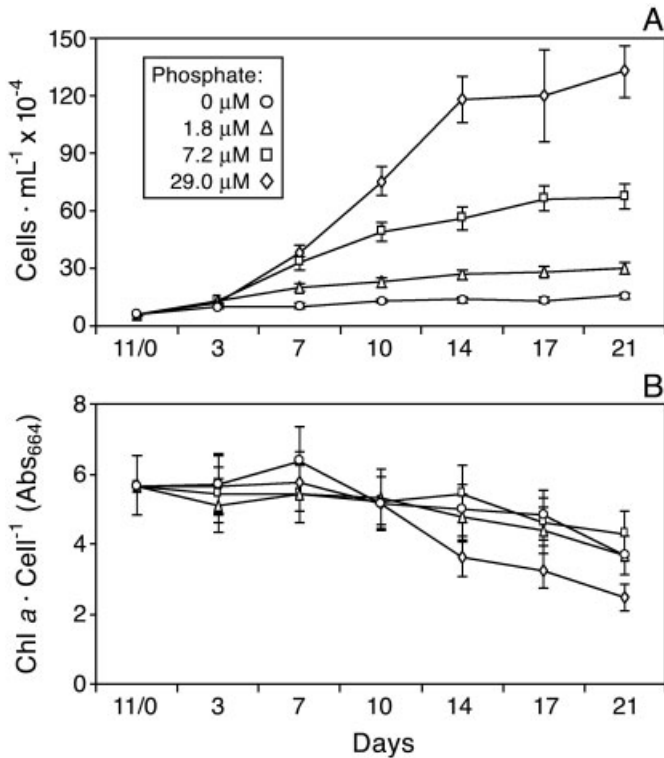 A
150
120
90
60
30
0
Cells · mL⁻¹ x 10⁻⁴
Phosphate:
0 μM
1.8 μM
7.2 μM
29.0 μM
11/0 3 7 10 14 17 21
B
8
6
4
2
0
Chl a · Cell⁻¹ (Abs₆₆₄)
11/0 3 7 10 14 17 21
Days